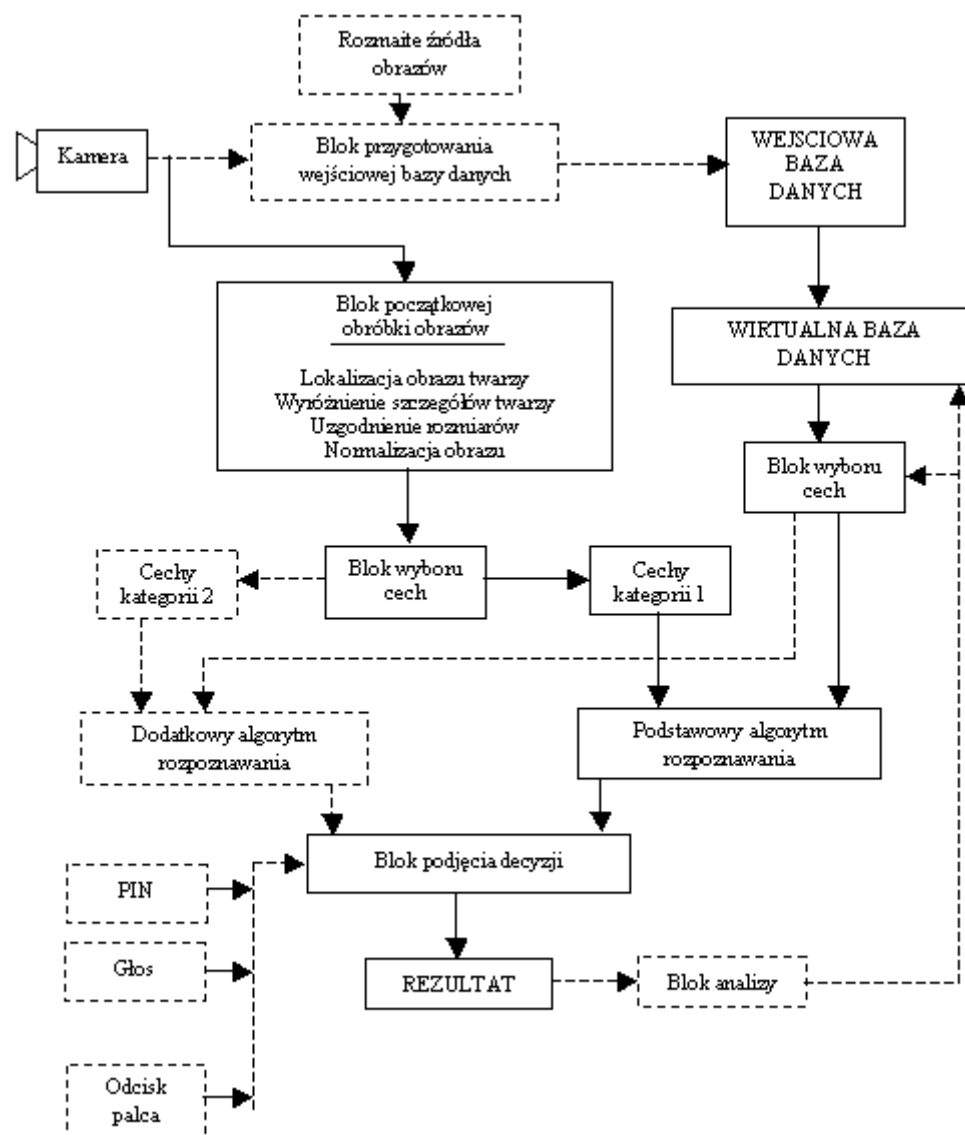 Rozmaite źródła
obrazów
Kamera
Blok przygotowania
wejściowej bazy danych
WEJSCIOWA
BAZA
DANYCH
Blok początkowej
obróbki obrazów
Lokalizacja obrazu twarzy
Wyróżnienie szczegółów twarzy
Uzgodnienie rozmiarów
Normalizacja obrazu
WIRTUALNA BAZA
DANYCH
Blok wyboru
cech
Cechy
kategorii 2
Blok wyboru
cech
Cechy
kategorii 1
Dodatkowy algorytm
rozpoznawania
Podstawowy algorytm
rozpoznawania
Blok podjęcia decyzji
PIN
Głos
REZULTAT
Blok analizy
Odcisk
palca